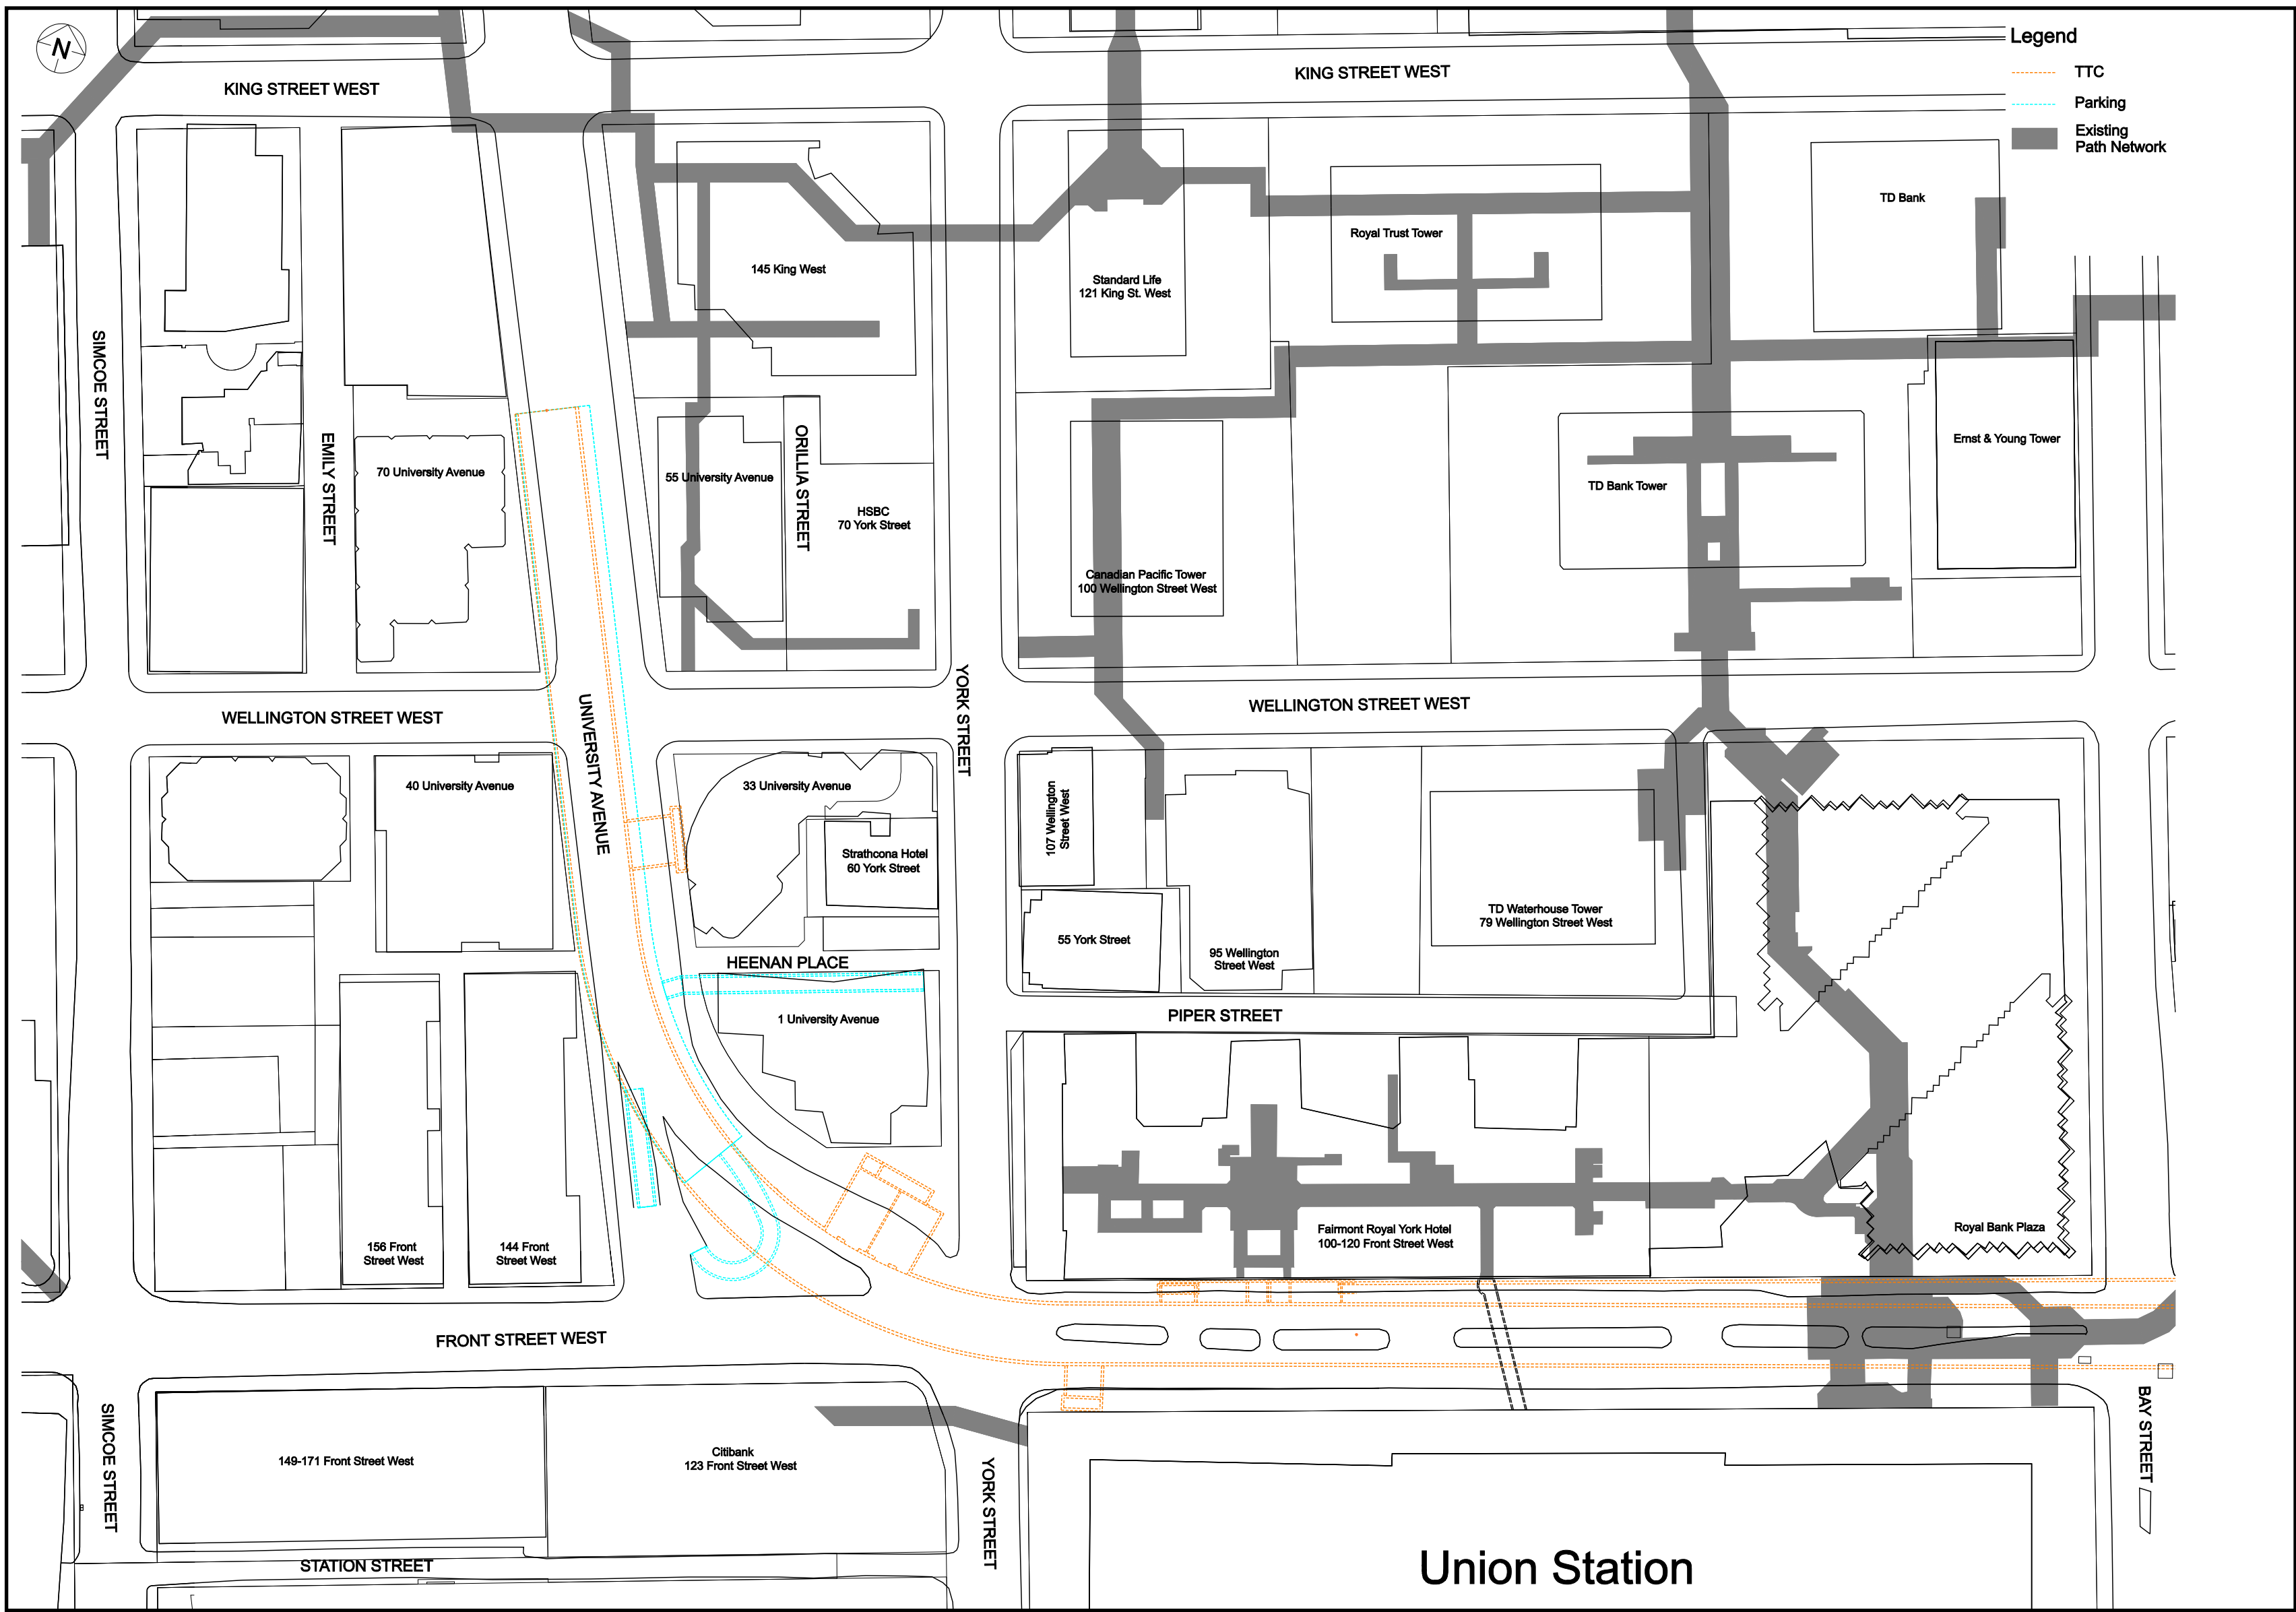 Legend
N
TTC
KING STREET WEST
KING STREET WEST
Parking
Existing
Path Network
TD Bank
Royal Trust Tower
145 King West
Standard Life
121 King St. West
SIMCOE STREET
EMILY STREET
ORILLIA STREET
Ernst & Young Tower
70 University Avenue
55 University Avenue
TD Bank Tower
HSBC
70 York Street
Canadian Pacific Tower
100 Wellington Street West
YORK STREET
WELLINGTON STREET WEST
WELLINGTON STREET WEST
UNIVERSITY AVENUE
40 University Avenue
33 University Avenue
107 Wellington
Street West
Strathcona Hotel
60 York Street
TD Waterhouse Tower
79 Wellington Street West
55 York Street
95 Wellington
Street West
HEENAN PLACE
1 University Avenue
PIPER STREET
Fairmont Royal York Hotel
100-120 Front Street West
Royal Bank Plaza
156 Front
Street West
144 Front
Street West
FRONT STREET WEST
SIMCOE STREET
BAY STREET
149-171 Front Street West
Citibank
123 Front Street West
YORK STREET
STATION STREET
Union Station